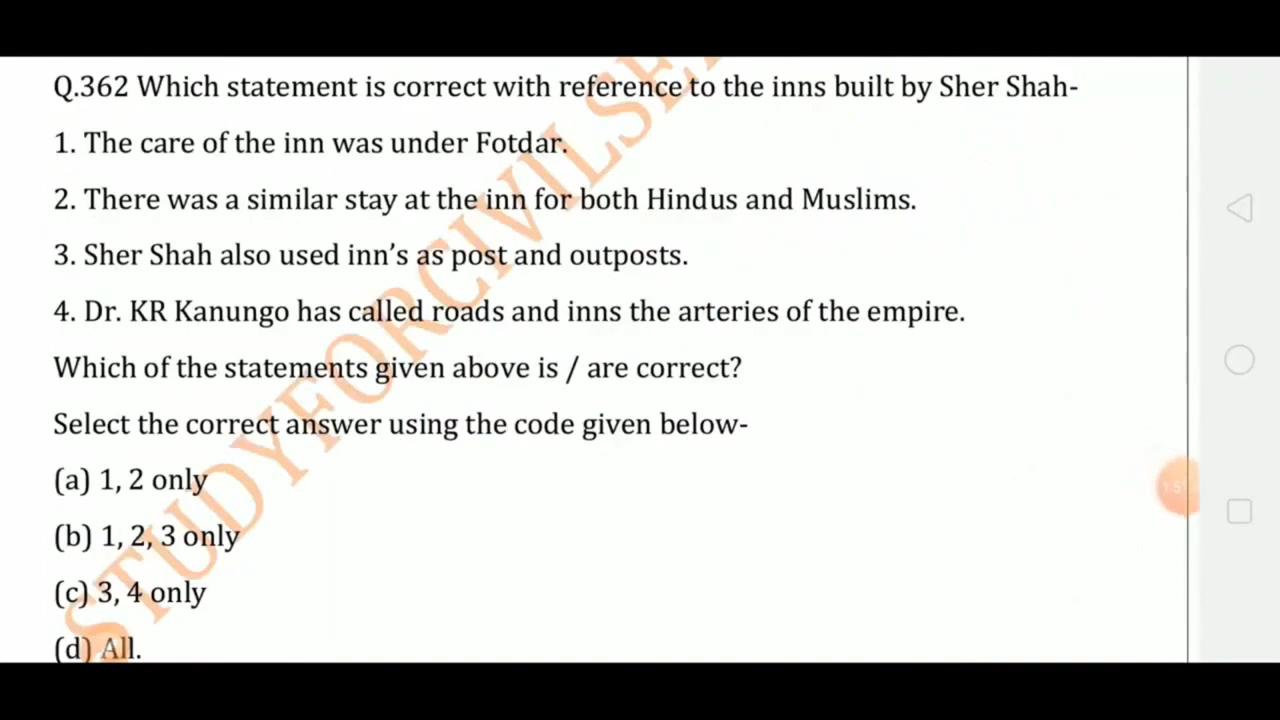 Q.362 Which statement is correct with reference to the inns built by Sher Shah-
1. The care of the inn was under Fotdar.
2. There was a similar stay at the inn for both Hindus and Muslims.
3. Sher Shah also used inn’s as post and outposts.
4. Dr. KR Kanungo has called roads and inns the arteries of the empire.
Which of the statements given above is / are correct?
Select the correct answer using the code given below-
(a) 1, 2 only
(b) 1, 2, 3 only
(c) 3, 4 only
(d) All.